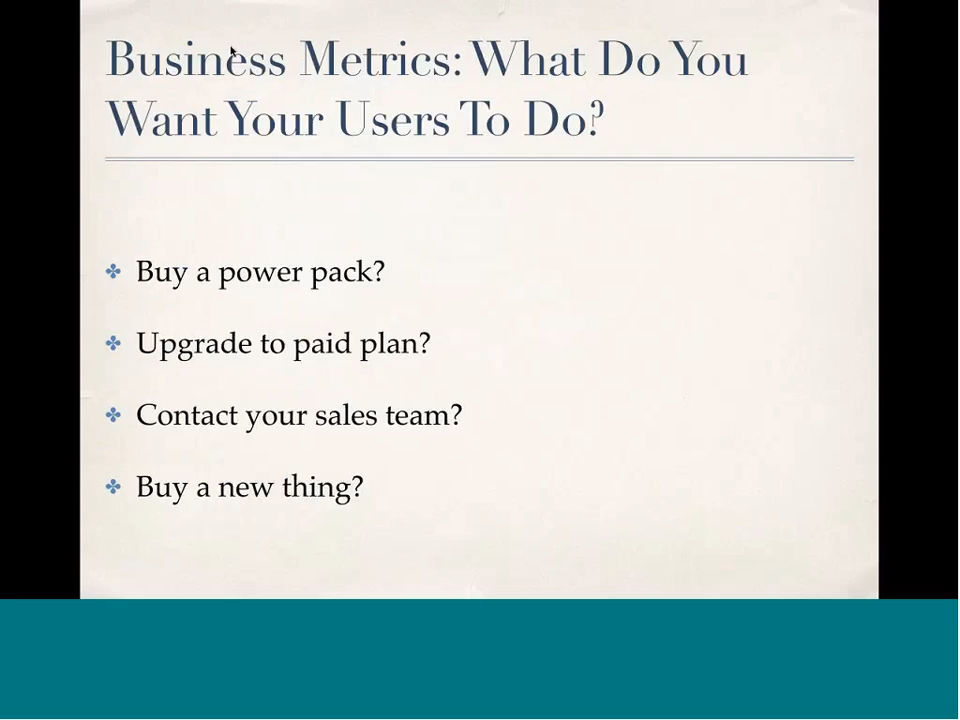 Business Metrics: What Do You
Want Your Users To Do?
Buy a power pack?
Upgrade to paid plan?
Contact your sales team?
Buy a new thing?